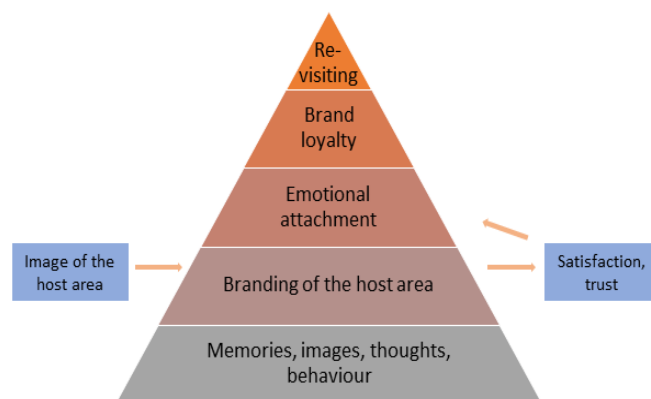 Re-
visiting
Brand
loyalty
Emotional
attachment
Image of the
host area
Branding of the host area
Satisfaction,
trust
Memories, images, thoughts,
behaviour